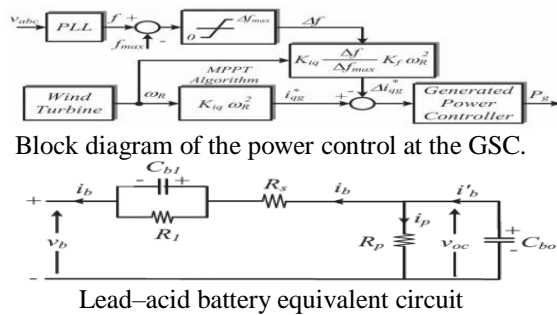 v_abc PLL f + - f_max 0 Δf_max Δf
K_iq Δf/Δf_max K_f ω_R^2
Wind Turbine ω_R MPPT Algorithm K_iq ω_R^2 i*_qg + - Δi*_qg Generated Power Controller P_g
Block diagram of the power control at the GSC.
C_b1
- +
+ i_b R_1 R_s i_b i'_b
v_b R_p i_p v_oc + - C_bo
-
Lead–acid battery equivalent circuit